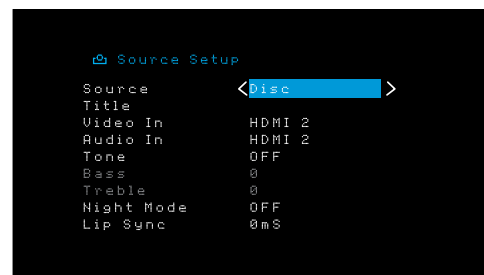 Source Setup
Source < Disc >
Title
Video In HDMI 2
Audio In HDMI 2
Tone OFF
Bass 0
Treble 0
Night Mode OFF
Lip Sync 0mS